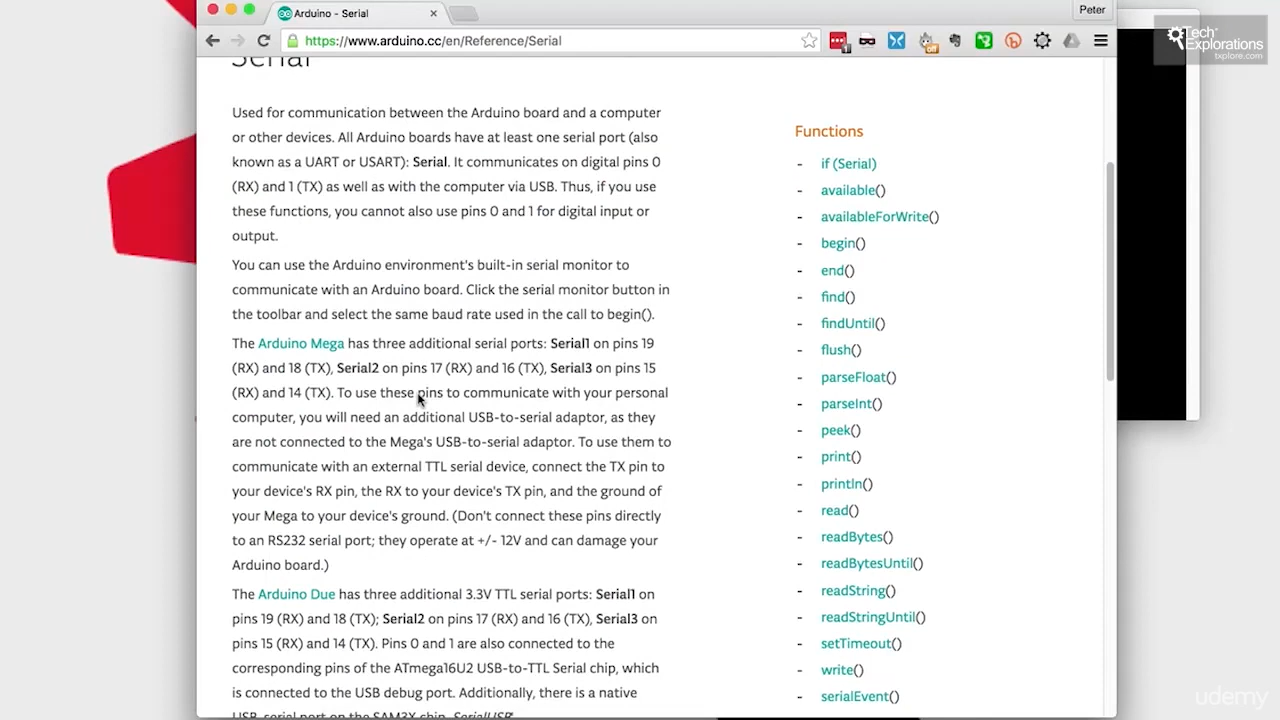 Arduino - Serial
Peter
https://www.arduino.cc/en/Reference/Serial
Tech Explorations
txplore.com
Serial
Used for communication between the Arduino board and a computer
or other devices. All Arduino boards have at least one serial port (also
known as a UART or USART): Serial. It communicates on digital pins 0
(RX) and 1 (TX) as well as with the computer via USB. Thus, if you use
these functions, you cannot also use pins 0 and 1 for digital input or
output.
You can use the Arduino environment's built-in serial monitor to
communicate with an Arduino board. Click the serial monitor button in
the toolbar and select the same baud rate used in the call to begin().
The Arduino Mega has three additional serial ports: Serial1 on pins 19
(RX) and 18 (TX), Serial2 on pins 17 (RX) and 16 (TX), Serial3 on pins 15
(RX) and 14 (TX). To use these pins to communicate with your personal
computer, you will need an additional USB-to-serial adaptor, as they
are not connected to the Mega's USB-to-serial adaptor. To use them to
communicate with an external TTL serial device, connect the TX pin to
your device's RX pin, the RX to your device's TX pin, and the ground of
your Mega to your device's ground. (Don't connect these pins directly
to an RS232 serial port; they operate at +/- 12V and can damage your
Arduino board.)
The Arduino Due has three additional 3.3V TTL serial ports: Serial1 on
pins 19 (RX) and 18 (TX); Serial2 on pins 17 (RX) and 16 (TX), Serial3 on
pins 15 (RX) and 14 (TX). Pins 0 and 1 are also connected to the
corresponding pins of the ATmega16U2 USB-to-TTL Serial chip, which
is connected to the USB debug port. Additionally, there is a native
USB-serial port on the SAM3X chip, SerialUSB'.
Functions
- if (Serial)
- available()
- availableForWrite()
- begin()
- end()
- find()
- findUntil()
- flush()
- parseFloat()
- parseInt()
- peek()
- print()
- println()
- read()
- readBytes()
- readBytesUntil()
- readString()
- readStringUntil()
- setTimeout()
- write()
- serialEvent()
udemy